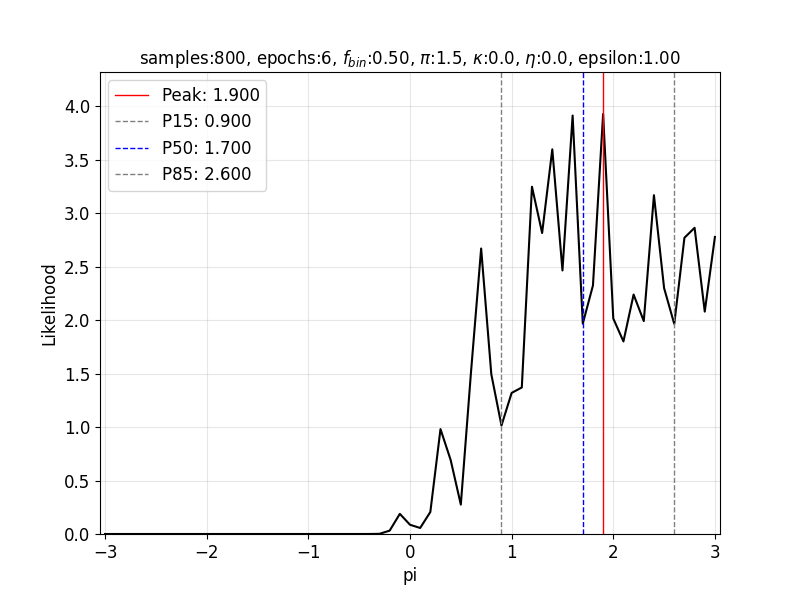 samples:800, epochs:6, f_bin:0.50, π:1.5, κ:0.0, η:0.0, epsilon:1.00
Peak: 1.900
P15: 0.900
P50: 1.700
P85: 2.600
4.0
3.5
3.0
2.5
2.0
1.5
1.0
0.5
0.0
Likelihood
−3 −2 −1 0 1 2 3
pi